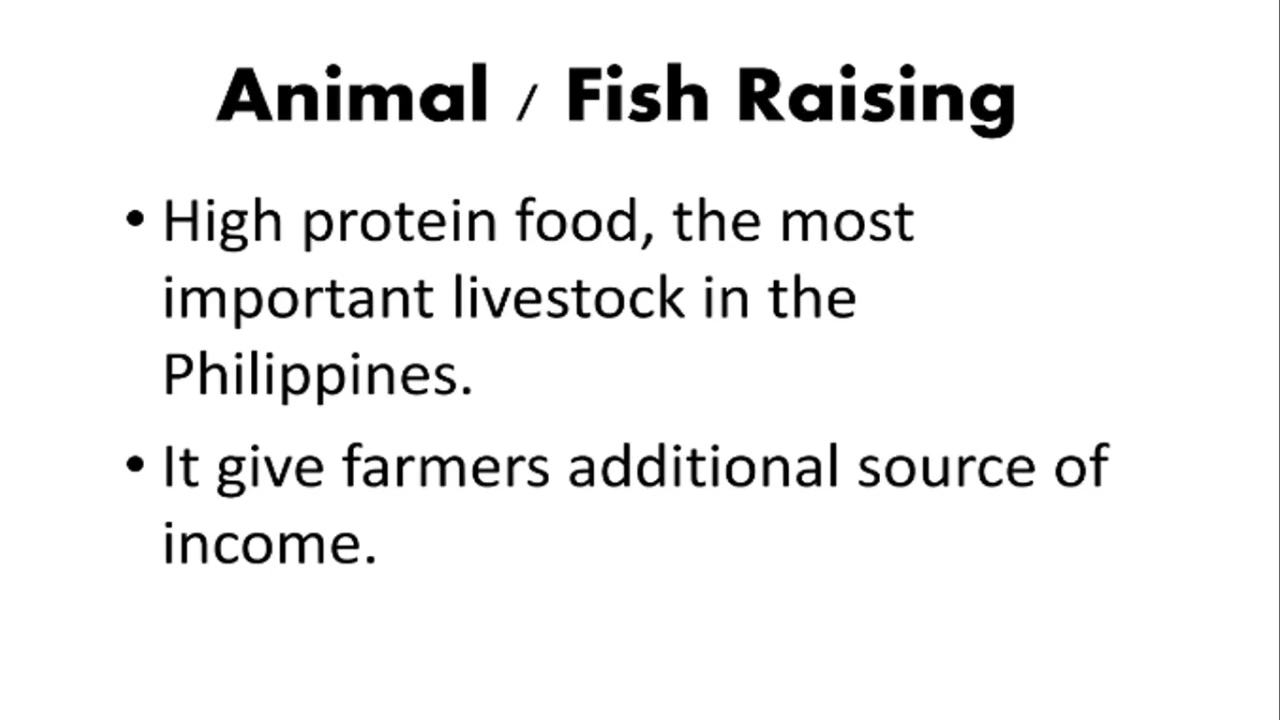 Animal / Fish Raising
• High protein food, the most
important livestock in the
Philippines.
• It give farmers additional source of
income.